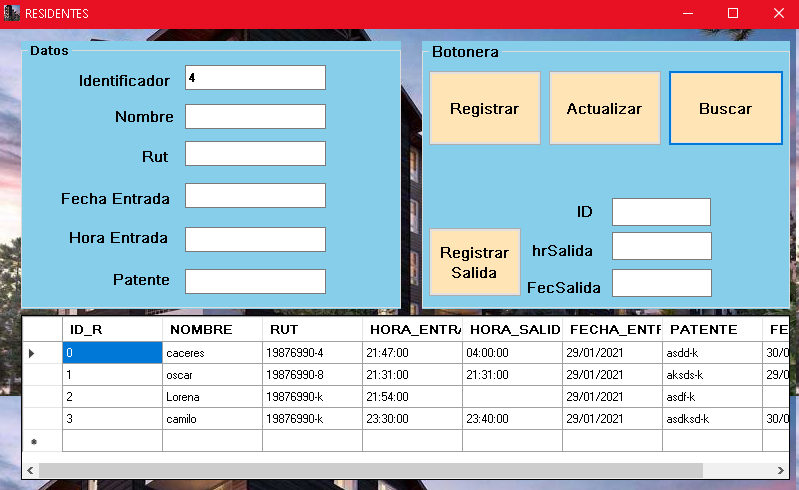 RESIDENTES
Datos
Identificador 4
Nombre
Rut
Fecha Entrada
Hora Entrada
Patente
Botonera
Registrar Actualizar Buscar
ID
hrSalida
FecSalida
Registrar
Salida
ID_R NOMBRE RUT HORA_ENTRA HORA_SALID FECHA_ENTR PATENTE FE
0 caceres 19876990-4 21:47:00 04:00:00 29/01/2021 asdd-k 30/0
1 oscar 19876990-8 21:31:00 21:31:00 29/01/2021 aksds-k 29/0
2 Lorena 19876990-k 21:54:00 29/01/2021 asdf-k
3 camilo 19876990-k 23:30:00 23:40:00 29/01/2021 asdksd-k 30/0